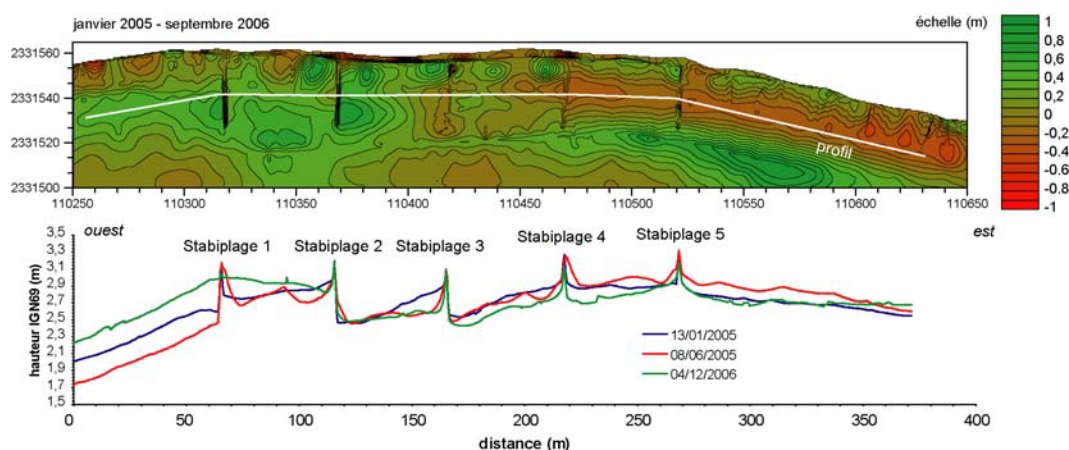 janvier 2005 - septembre 2006
échelle (m)
2331560
2331540
2331520
2331500
110250 110300 110350 110400 110450 110500 110550 110600 110650
profil
1
0,8
0,6
0,4
0,2
0
-0,2
-0.4
-0.6
-0.8
-1
ouest
est
Stabiplage 1
Stabiplage 2
Stabiplage 3
Stabiplage 4
Stabiplage 5
hauteur IGN69 (m)
3,5
3,3
3,1
2,9
2,7
2,5
2,3
2,1
1,9
1,7
1,5
13/01/2005
08/06/2005
04/12/2006
0 50 100 150 200 250 300 350 400
distance (m)